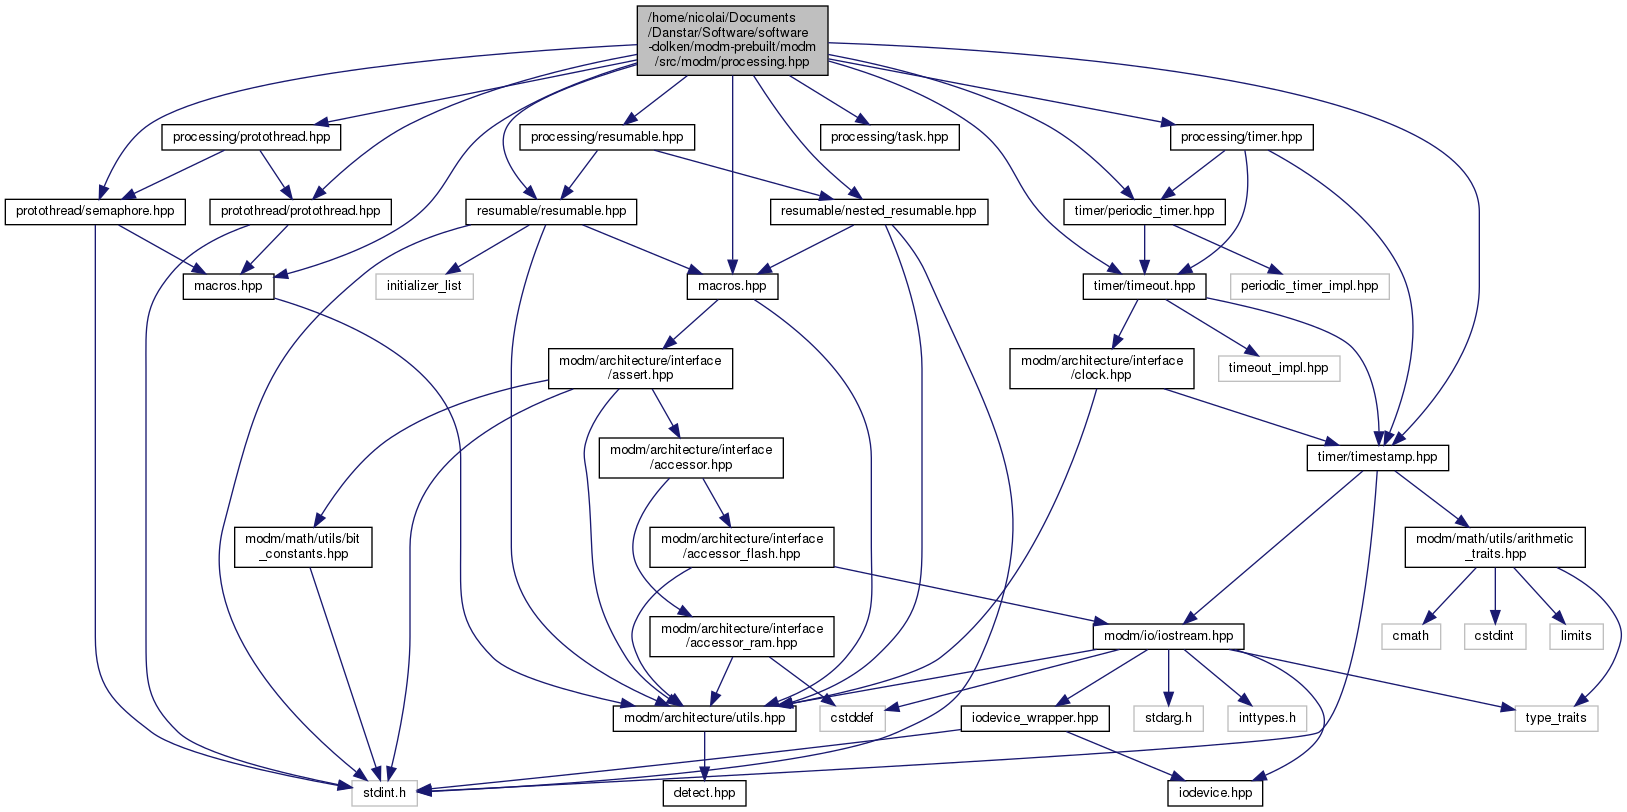 /home/nicolai/Documents
/Danstar/Software/software
-dolken/modm-prebuilt/modm
/src/modm/processing.hpp
processing/protothread.hpp
processing/resumable.hpp
processing/task.hpp
processing/timer.hpp
protothread/semaphore.hpp
protothread/protothread.hpp
resumable/resumable.hpp
resumable/nested_resumable.hpp
timer/periodic_timer.hpp
macros.hpp
initializer_list
macros.hpp
timer/timeout.hpp
periodic_timer_impl.hpp
modm/architecture/interface
/assert.hpp
modm/architecture/interface
/clock.hpp
timeout_impl.hpp
modm/architecture/interface
/accessor.hpp
timer/timestamp.hpp
modm/math/utils/bit
_constants.hpp
modm/architecture/interface
/accessor_flash.hpp
modm/math/utils/arithmetic
_traits.hpp
modm/architecture/interface
/accessor_ram.hpp
modm/io/iostream.hpp
cmath
cstdint
limits
modm/architecture/utils.hpp
cstddef
iodevice_wrapper.hpp
stdarg.h
inttypes.h
type_traits
stdint.h
detect.hpp
iodevice.hpp